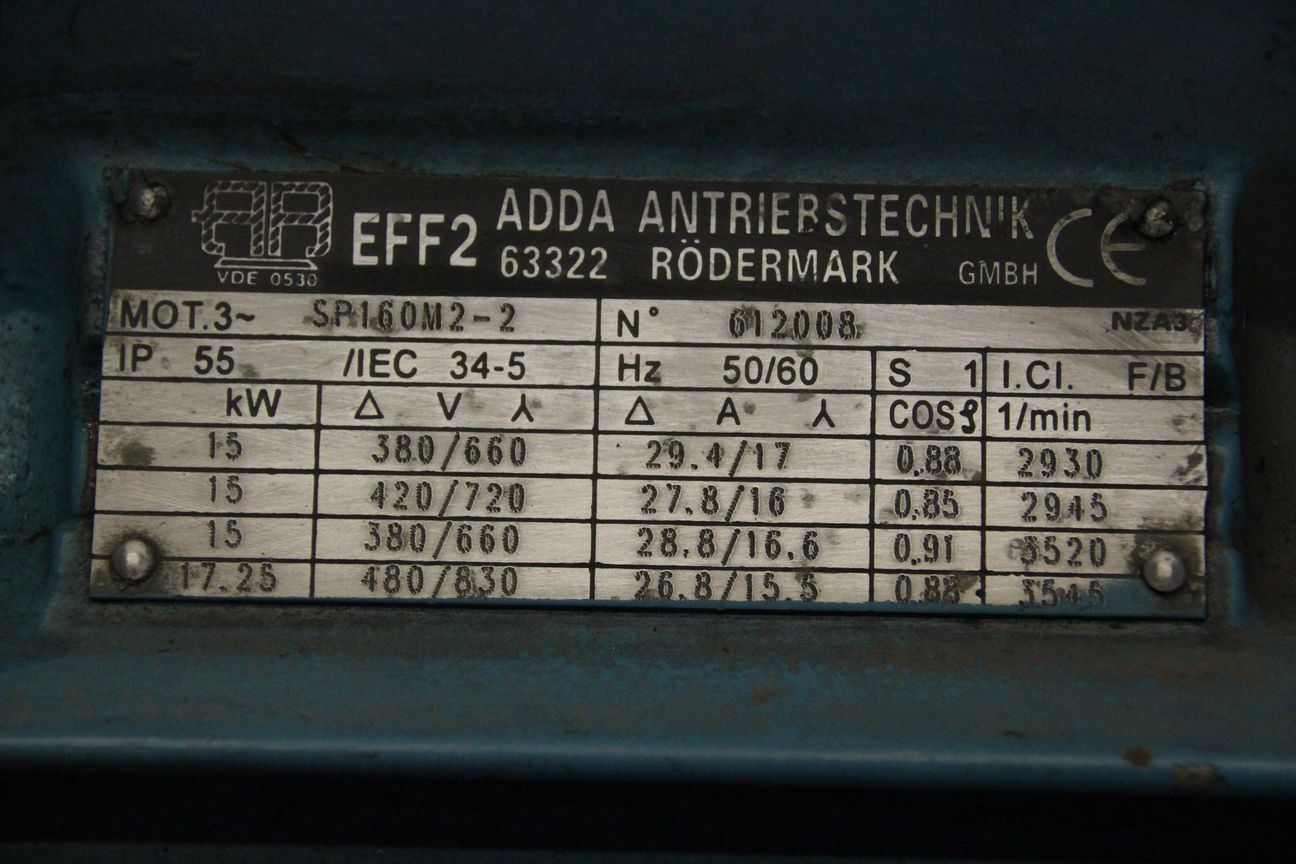 VDE 0530
EFF2
ADDA ANTRIEBSTECHNIK
63322 RÖDERMARK GMBH CE
MOT.3~ SP160M2-2 N° 612008 NZA3
IP 55 /IEC 34-5 Hz 50/60 S 1 I.Cl. F/B
kW Δ V ⅄ Δ A ⅄ COSφ 1/min
15 380/660 29.4/17 0.88 2930
15 420/720 27.8/16 0.85 2945
15 380/660 28.8/16.6 0.91 3520
17.25 480/830 26.8/15.5 0.88 3545